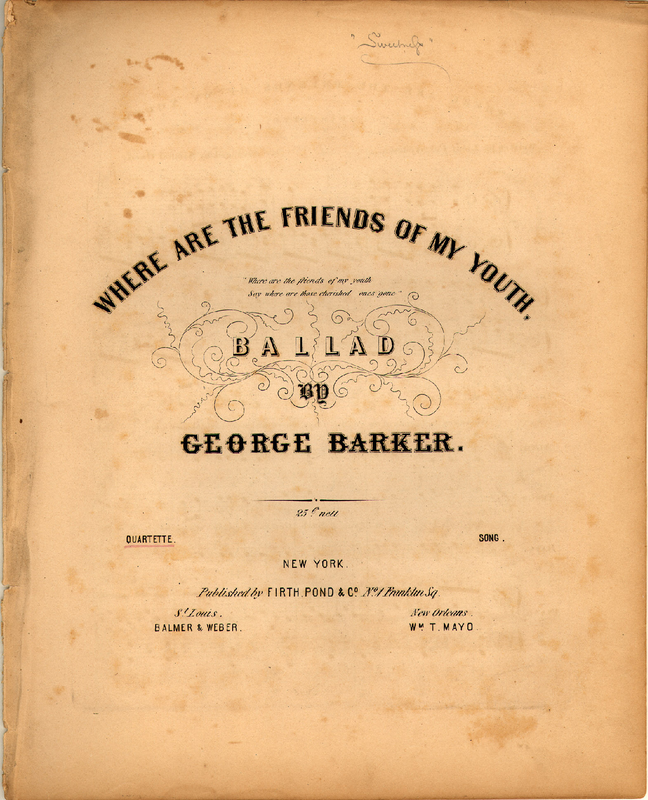 WHERE ARE THE FRIENDS OF MY YOUTH,
"Where are the friends of my youth
Say where are those cherished ones gone"
BALLAD
BY
GEORGE BARKER.
25 cts nett
QUARTETTE. SONG.
NEW YORK.
Published by FIRTH, POND & Co. No. 1 Franklin Sq.
St Louis. New Orleans.
BALMER & WEBER. Wm T. MAYO